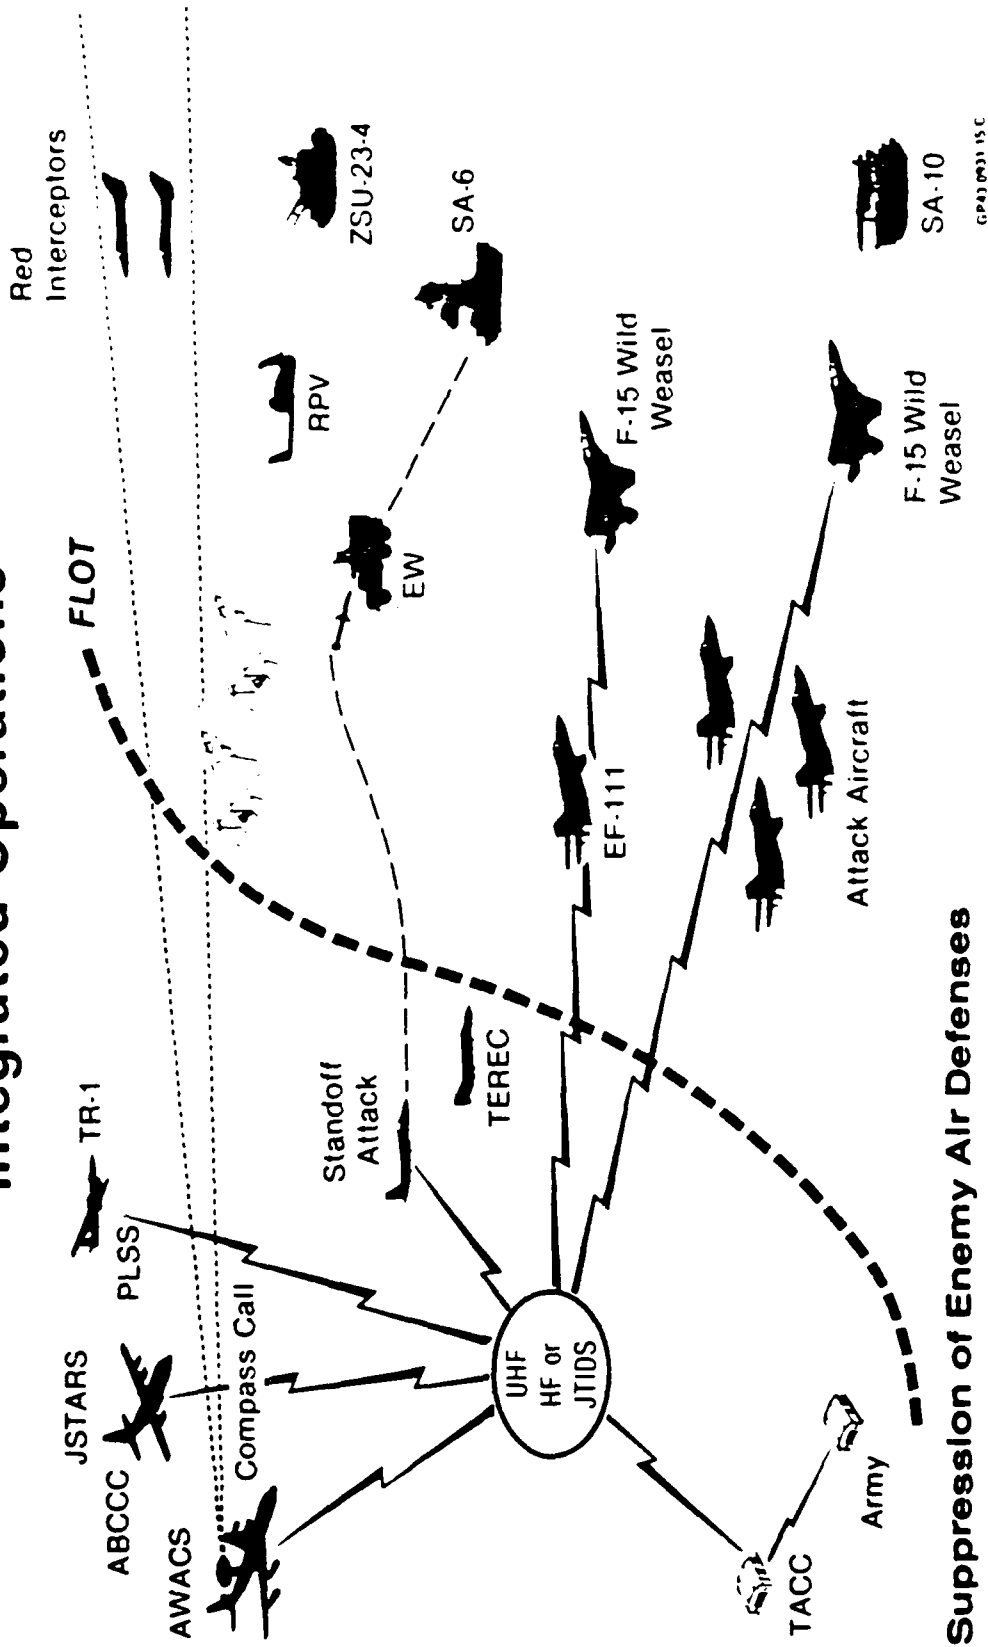 Red
Interceptors
FLOT
TR-1
PLSS
JSTARS
ABCCC
AWACS
Compass Call
ZSU-23-4
RPV
SA-6
EW
Standoff
Attack
TEREC
UHF
HF or
JTIDS
F-15 Wild
Weasel
EF-111
SA-10
F-15 Wild
Weasel
Attack Aircraft
TACC
Army
Suppression of Enemy Air Defenses